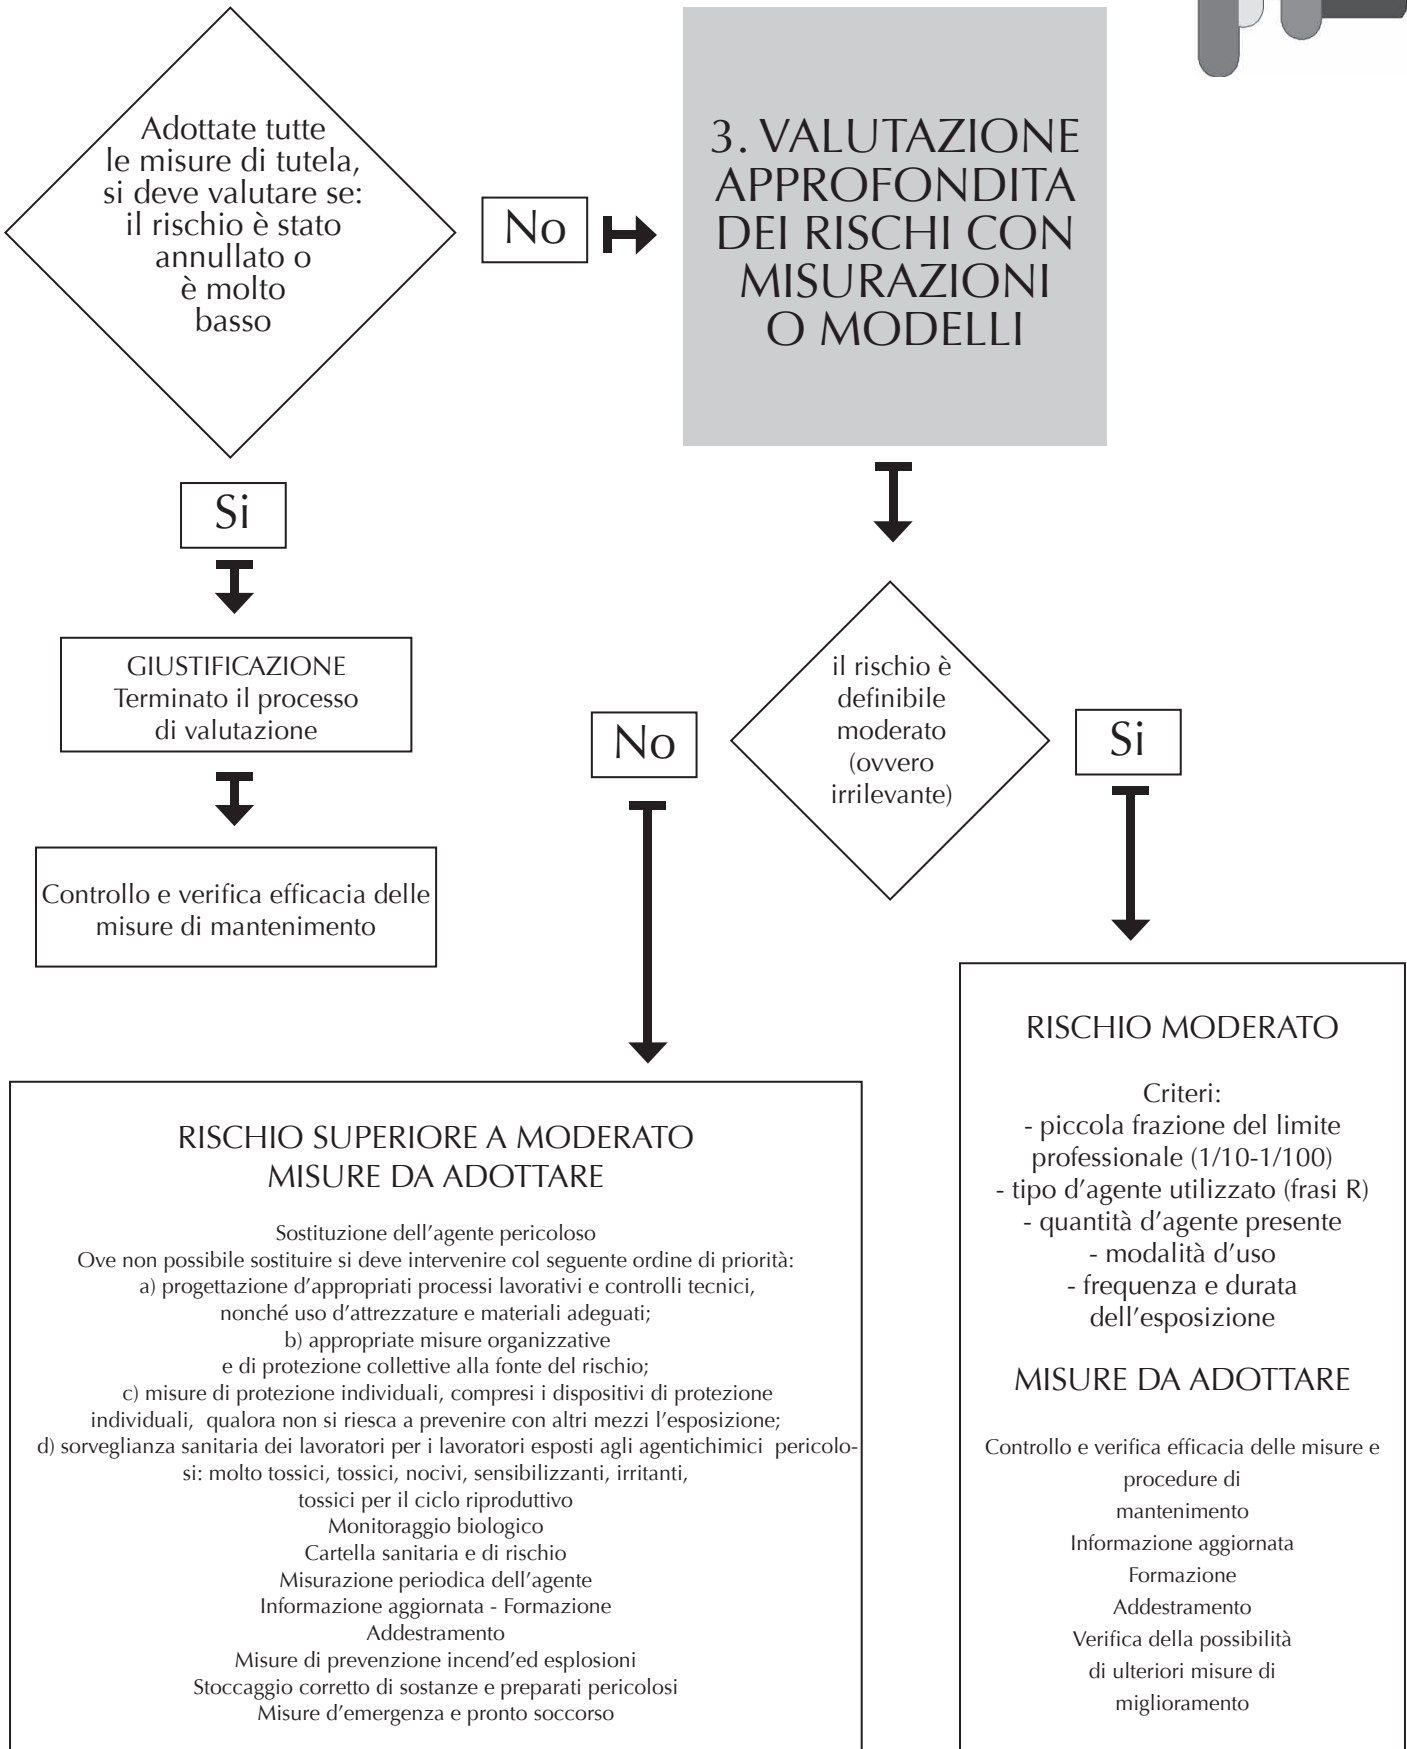 Adottate tutte
le misure di tutela,
si deve valutare se:
il rischio è stato
annullato o
è molto
basso
No
3. VALUTAZIONE
APPROFONDITA
DEI RISCHI CON
MISURAZIONI
O MODELLI
Si
GIUSTIFICAZIONE
Terminato il processo
di valutazione
Controllo e verifica efficacia delle
misure di mantenimento
il rischio è
definibile
moderato
(ovvero
irrilevante)
No
Si
RISCHIO SUPERIORE A MODERATO
MISURE DA ADOTTARE
Sostituzione dell'agente pericoloso
Ove non possibile sostituire si deve intervenire col seguente ordine di priorità:
a) progettazione d'appropriati processi lavorativi e controlli tecnici,
nonché uso d'attrezzature e materiali adeguati;
b) appropriate misure organizzative
e di protezione collettive alla fonte del rischio;
c) misure di protezione individuali, compresi i dispositivi di protezione
individuali, qualora non si riesca a prevenire con altri mezzi l'esposizione;
d) sorveglianza sanitaria dei lavoratori per i lavoratori esposti agli agentichimici pericolo-
si: molto tossici, tossici, nocivi, sensibilizzanti, irritanti,
tossici per il ciclo riproduttivo
Monitoraggio biologico
Cartella sanitaria e di rischio
Misurazione periodica dell'agente
Informazione aggiornata - Formazione
Addestramento
Misure di prevenzione incend'ed esplosioni
Stoccaggio corretto di sostanze e preparati pericolosi
Misure d'emergenza e pronto soccorso
RISCHIO MODERATO
Criteri:
- piccola frazione del limite
professionale (1/10-1/100)
- tipo d'agente utilizzato (frasi R)
- quantità d'agente presente
- modalità d'uso
- frequenza e durata
dell'esposizione
MISURE DA ADOTTARE
Controllo e verifica efficacia delle misure e
procedure di
mantenimento
Informazione aggiornata
Formazione
Addestramento
Verifica della possibilità
di ulteriori misure di
miglioramento